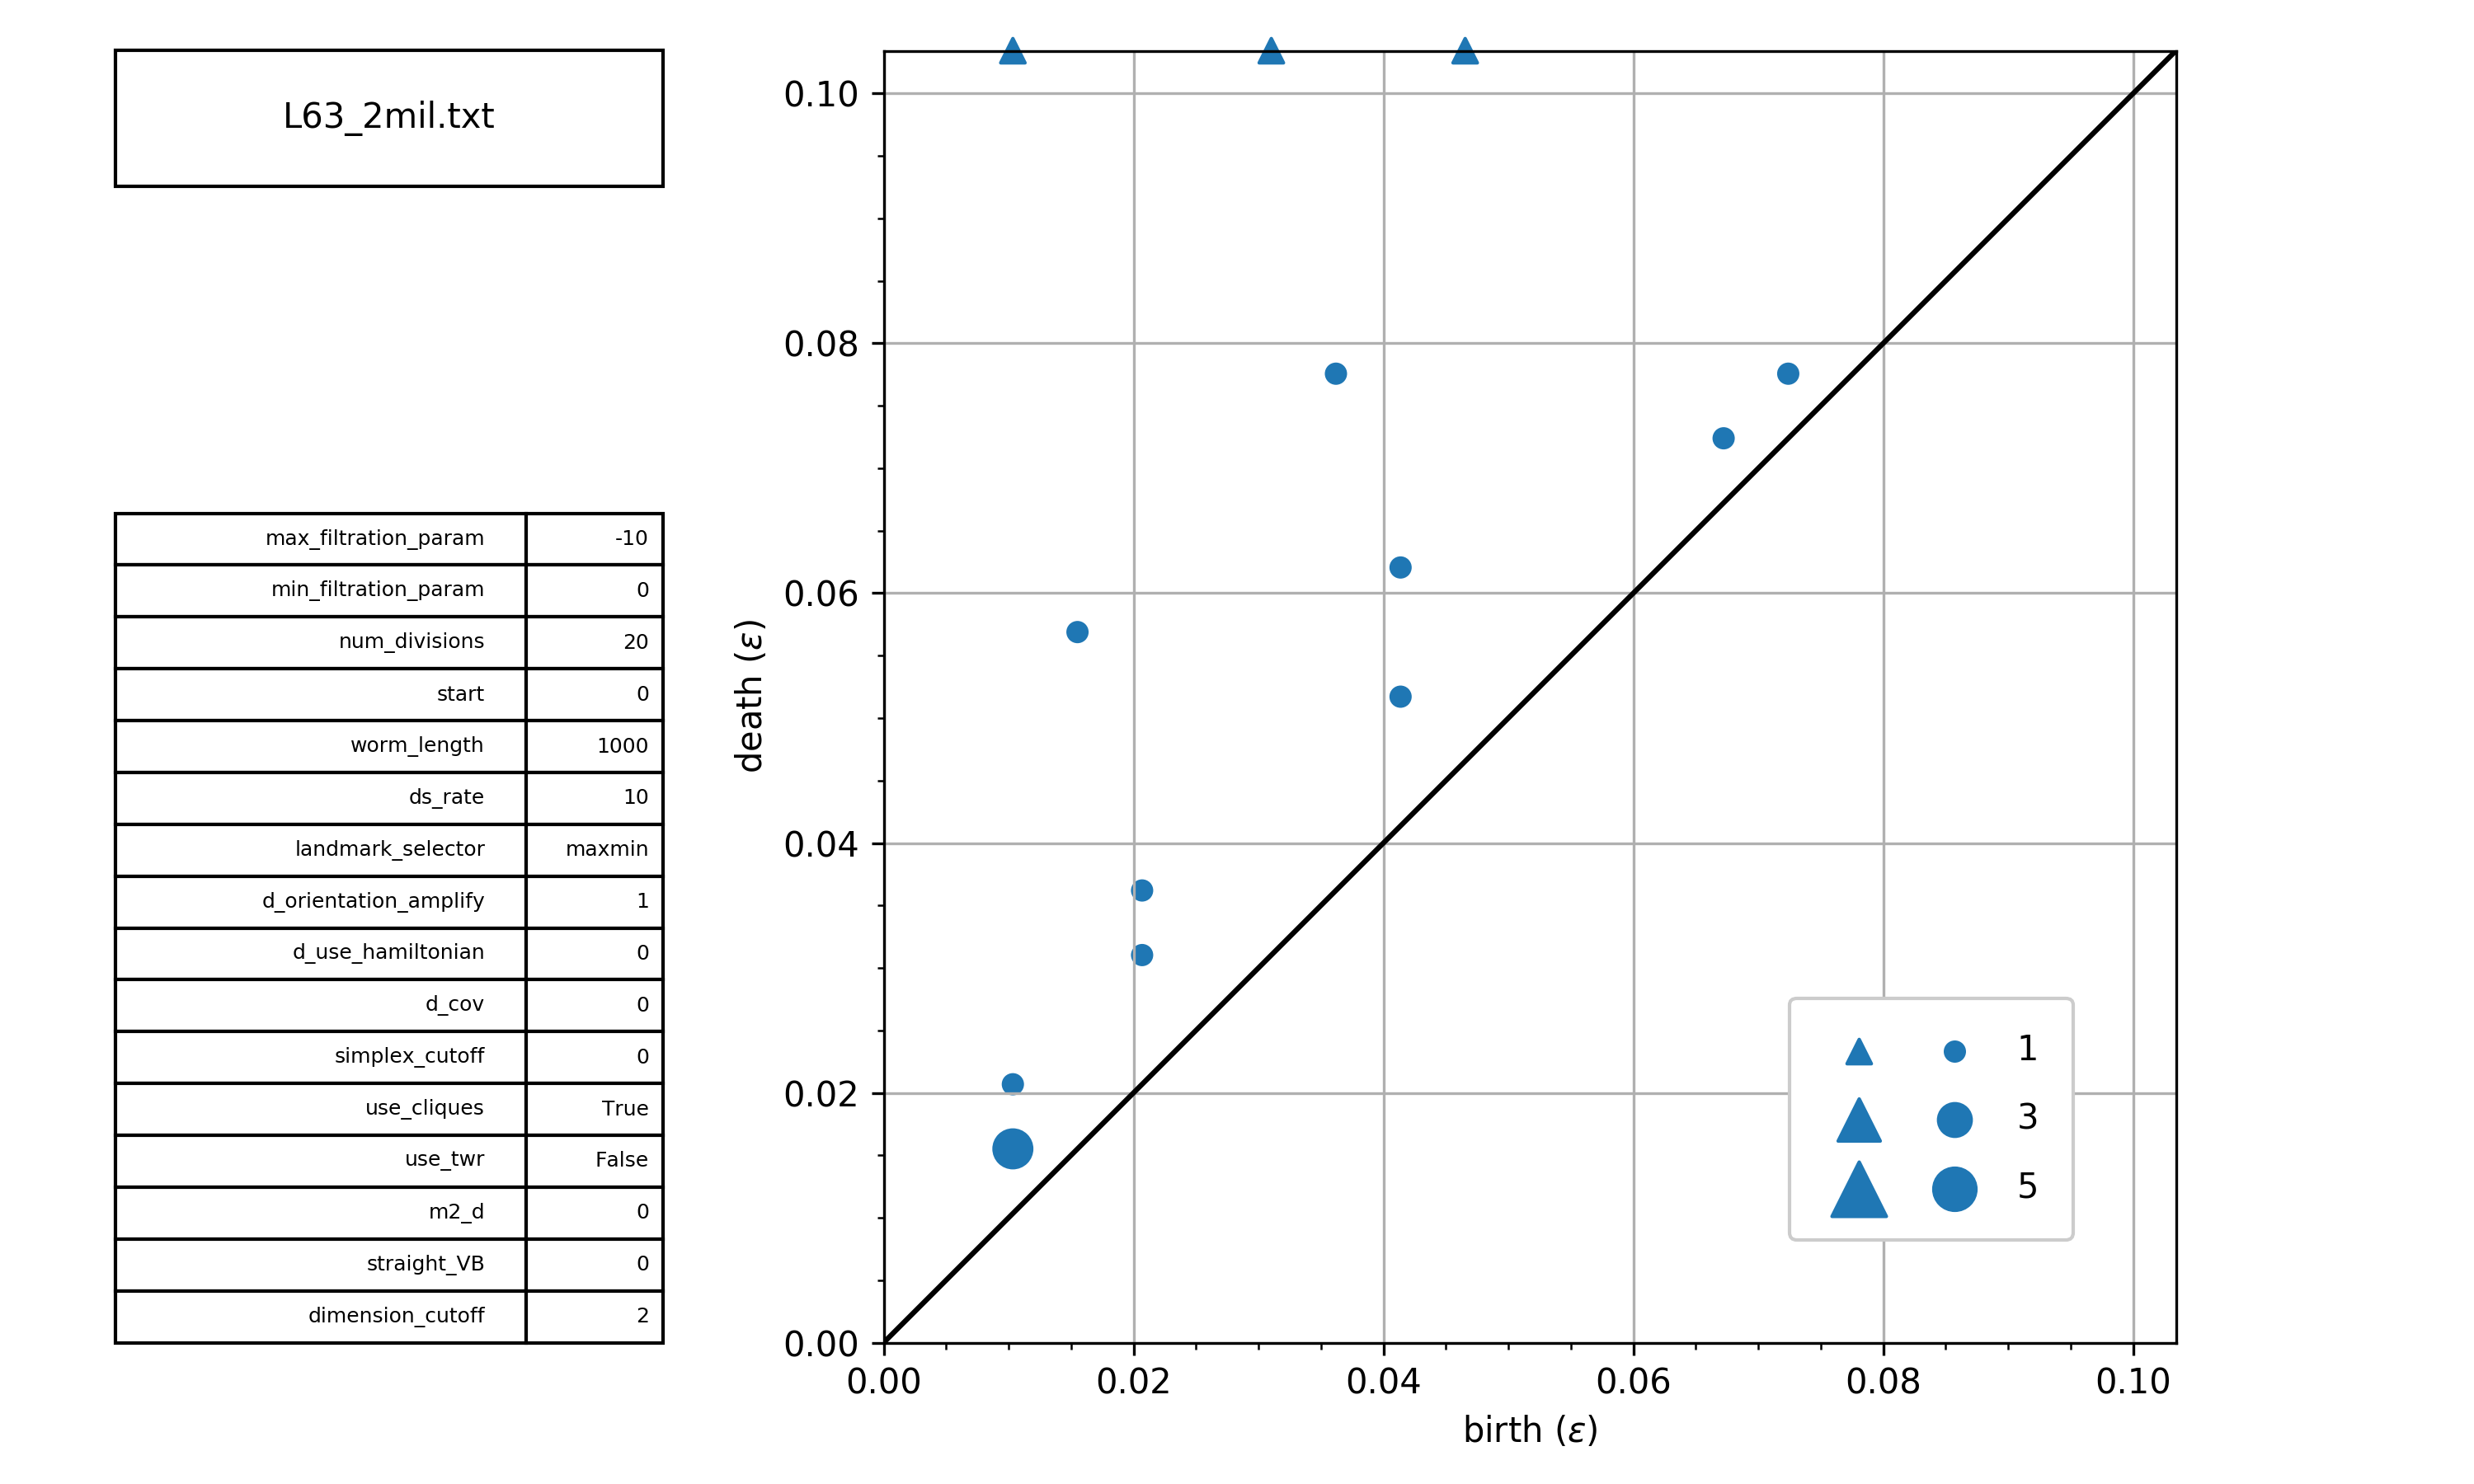 L63_2mil.txt
max_filtration_param -10
min_filtration_param 0
num_divisions 20
start 0
worm_length 1000
ds_rate 10
landmark_selector maxmin
d_orientation_amplify 1
d_use_hamiltonian 0
d_cov 0
simplex_cutoff 0
use_cliques True
use_twr False
m2_d 0
straight_VB 0
dimension_cutoff 2
death (ε)
0.10
0.08
0.06
0.04
0.02
0.00
0.00 0.02 0.04 0.06 0.08 0.10
birth (ε)
1
3
5